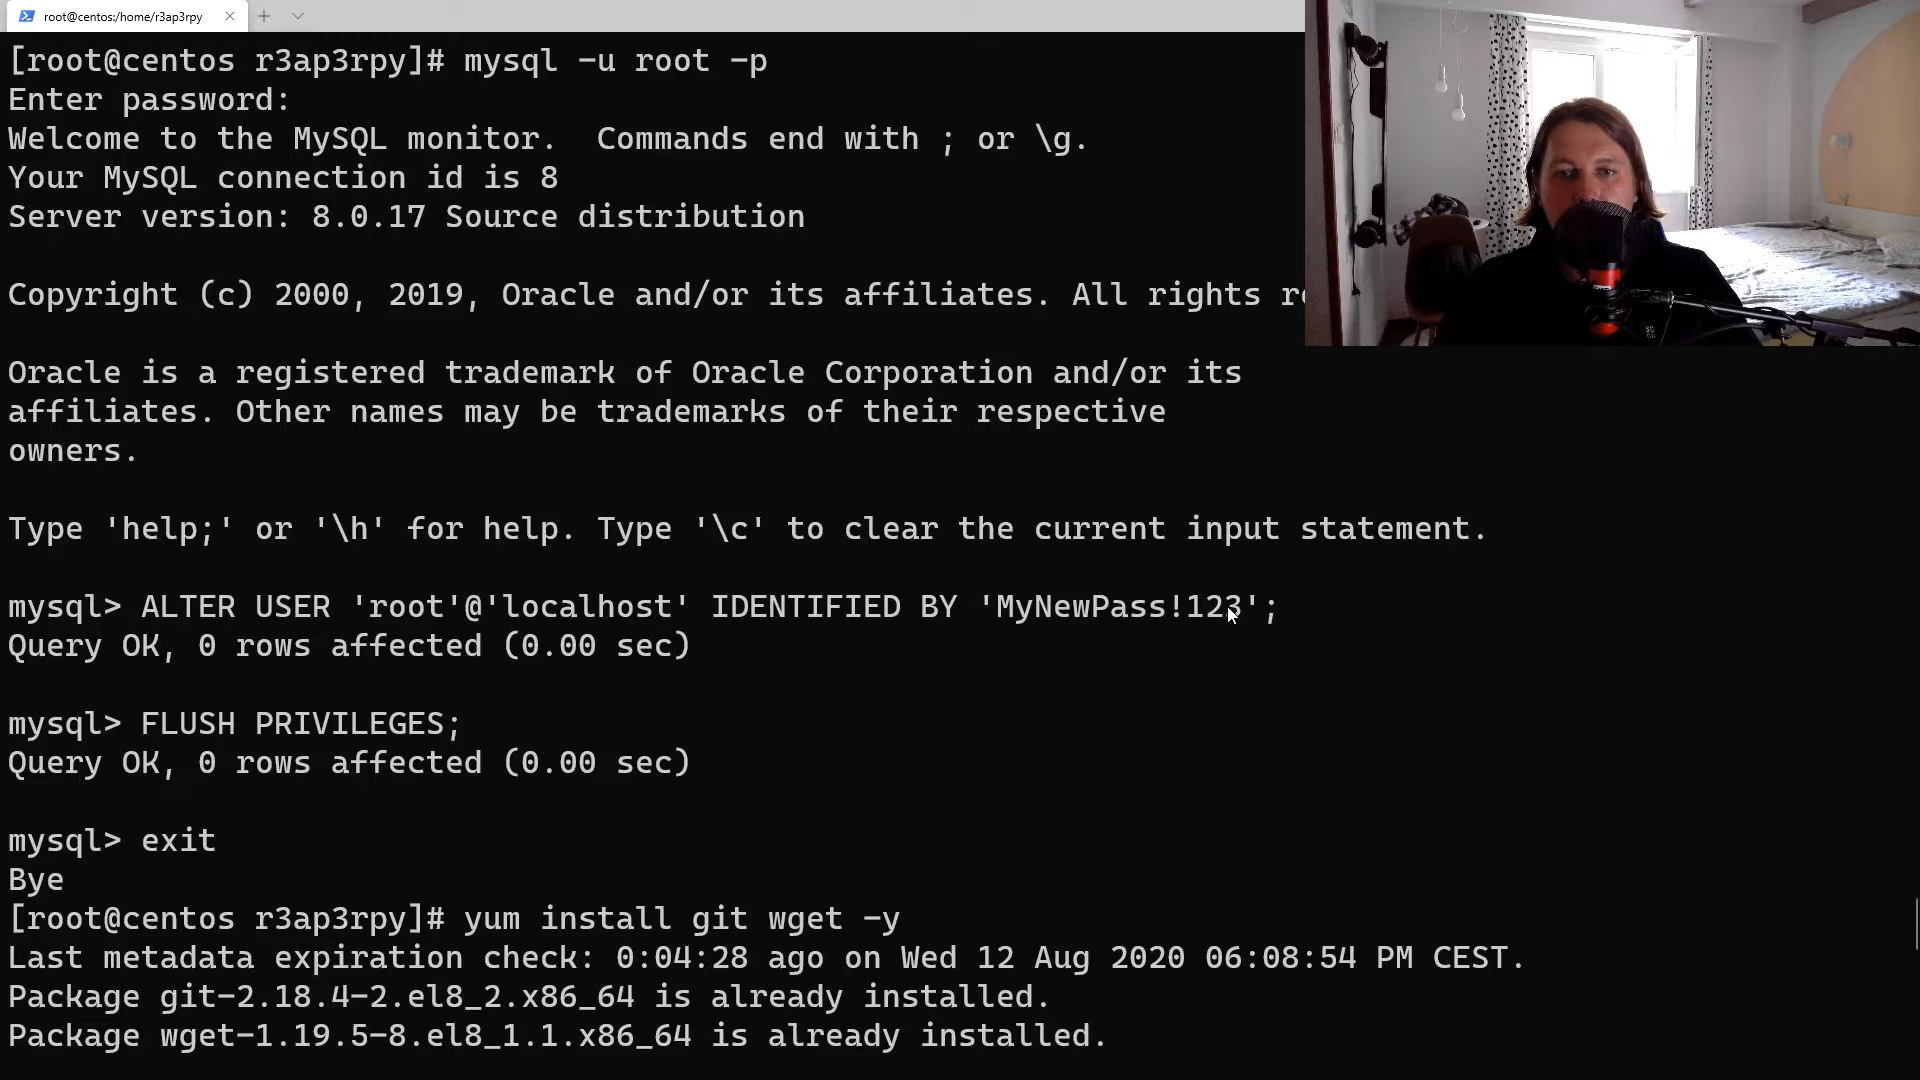 root@centos:/home/r3ap3rpy
[root@centos r3ap3rpy]# mysql -u root -p
Enter password:
Welcome to the MySQL monitor.  Commands end with ; or \g.
Your MySQL connection id is 8
Server version: 8.0.17 Source distribution
Copyright (c) 2000, 2019, Oracle and/or its affiliates. All rights
Oracle is a registered trademark of Oracle Corporation and/or its
affiliates. Other names may be trademarks of their respective
owners.
Type 'help;' or '\h' for help. Type '\c' to clear the current input statement.
mysql> ALTER USER 'root'@'localhost' IDENTIFIED BY 'MyNewPass!123';
Query OK, 0 rows affected (0.00 sec)
mysql> FLUSH PRIVILEGES;
Query OK, 0 rows affected (0.00 sec)
mysql> exit
Bye
[root@centos r3ap3rpy]# yum install git wget -y
Last metadata expiration check: 0:04:28 ago on Wed 12 Aug 2020 06:08:54 PM CEST.
Package git-2.18.4-2.el8_2.x86_64 is already installed.
Package wget-1.19.5-8.el8_1.1.x86_64 is already installed.